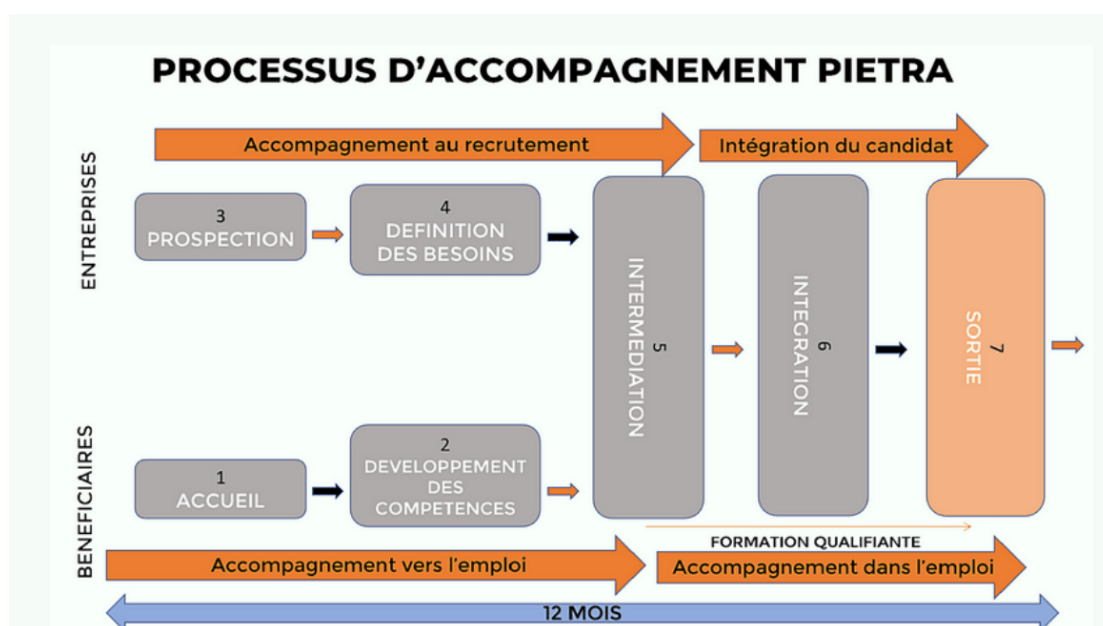 PROCESSUS D'ACCOMPAGNEMENT PIETRA
Accompagnement au recrutement
Intégration du candidat
ENTREPRISES
3
PROSPECTION
4
DEFINITION
DES BESOINS
5
INTERMEDIATION
6
INTEGRATION
7
SORTIE
BENEFICIAIRES
1
ACCUEIL
2
DEVELOPPEMENT
DES
COMPETENCES
FORMATION QUALIFIANTE
Accompagnement vers l'emploi
Accompagnement dans l'emploi
12 MOIS